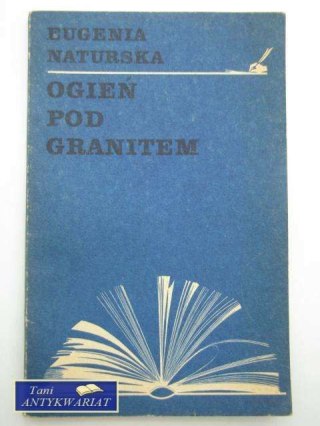 EUGENIA
NATURSKA
OGIEŃ
POD
GRANITEM
Tani
ANTYKWARIAT